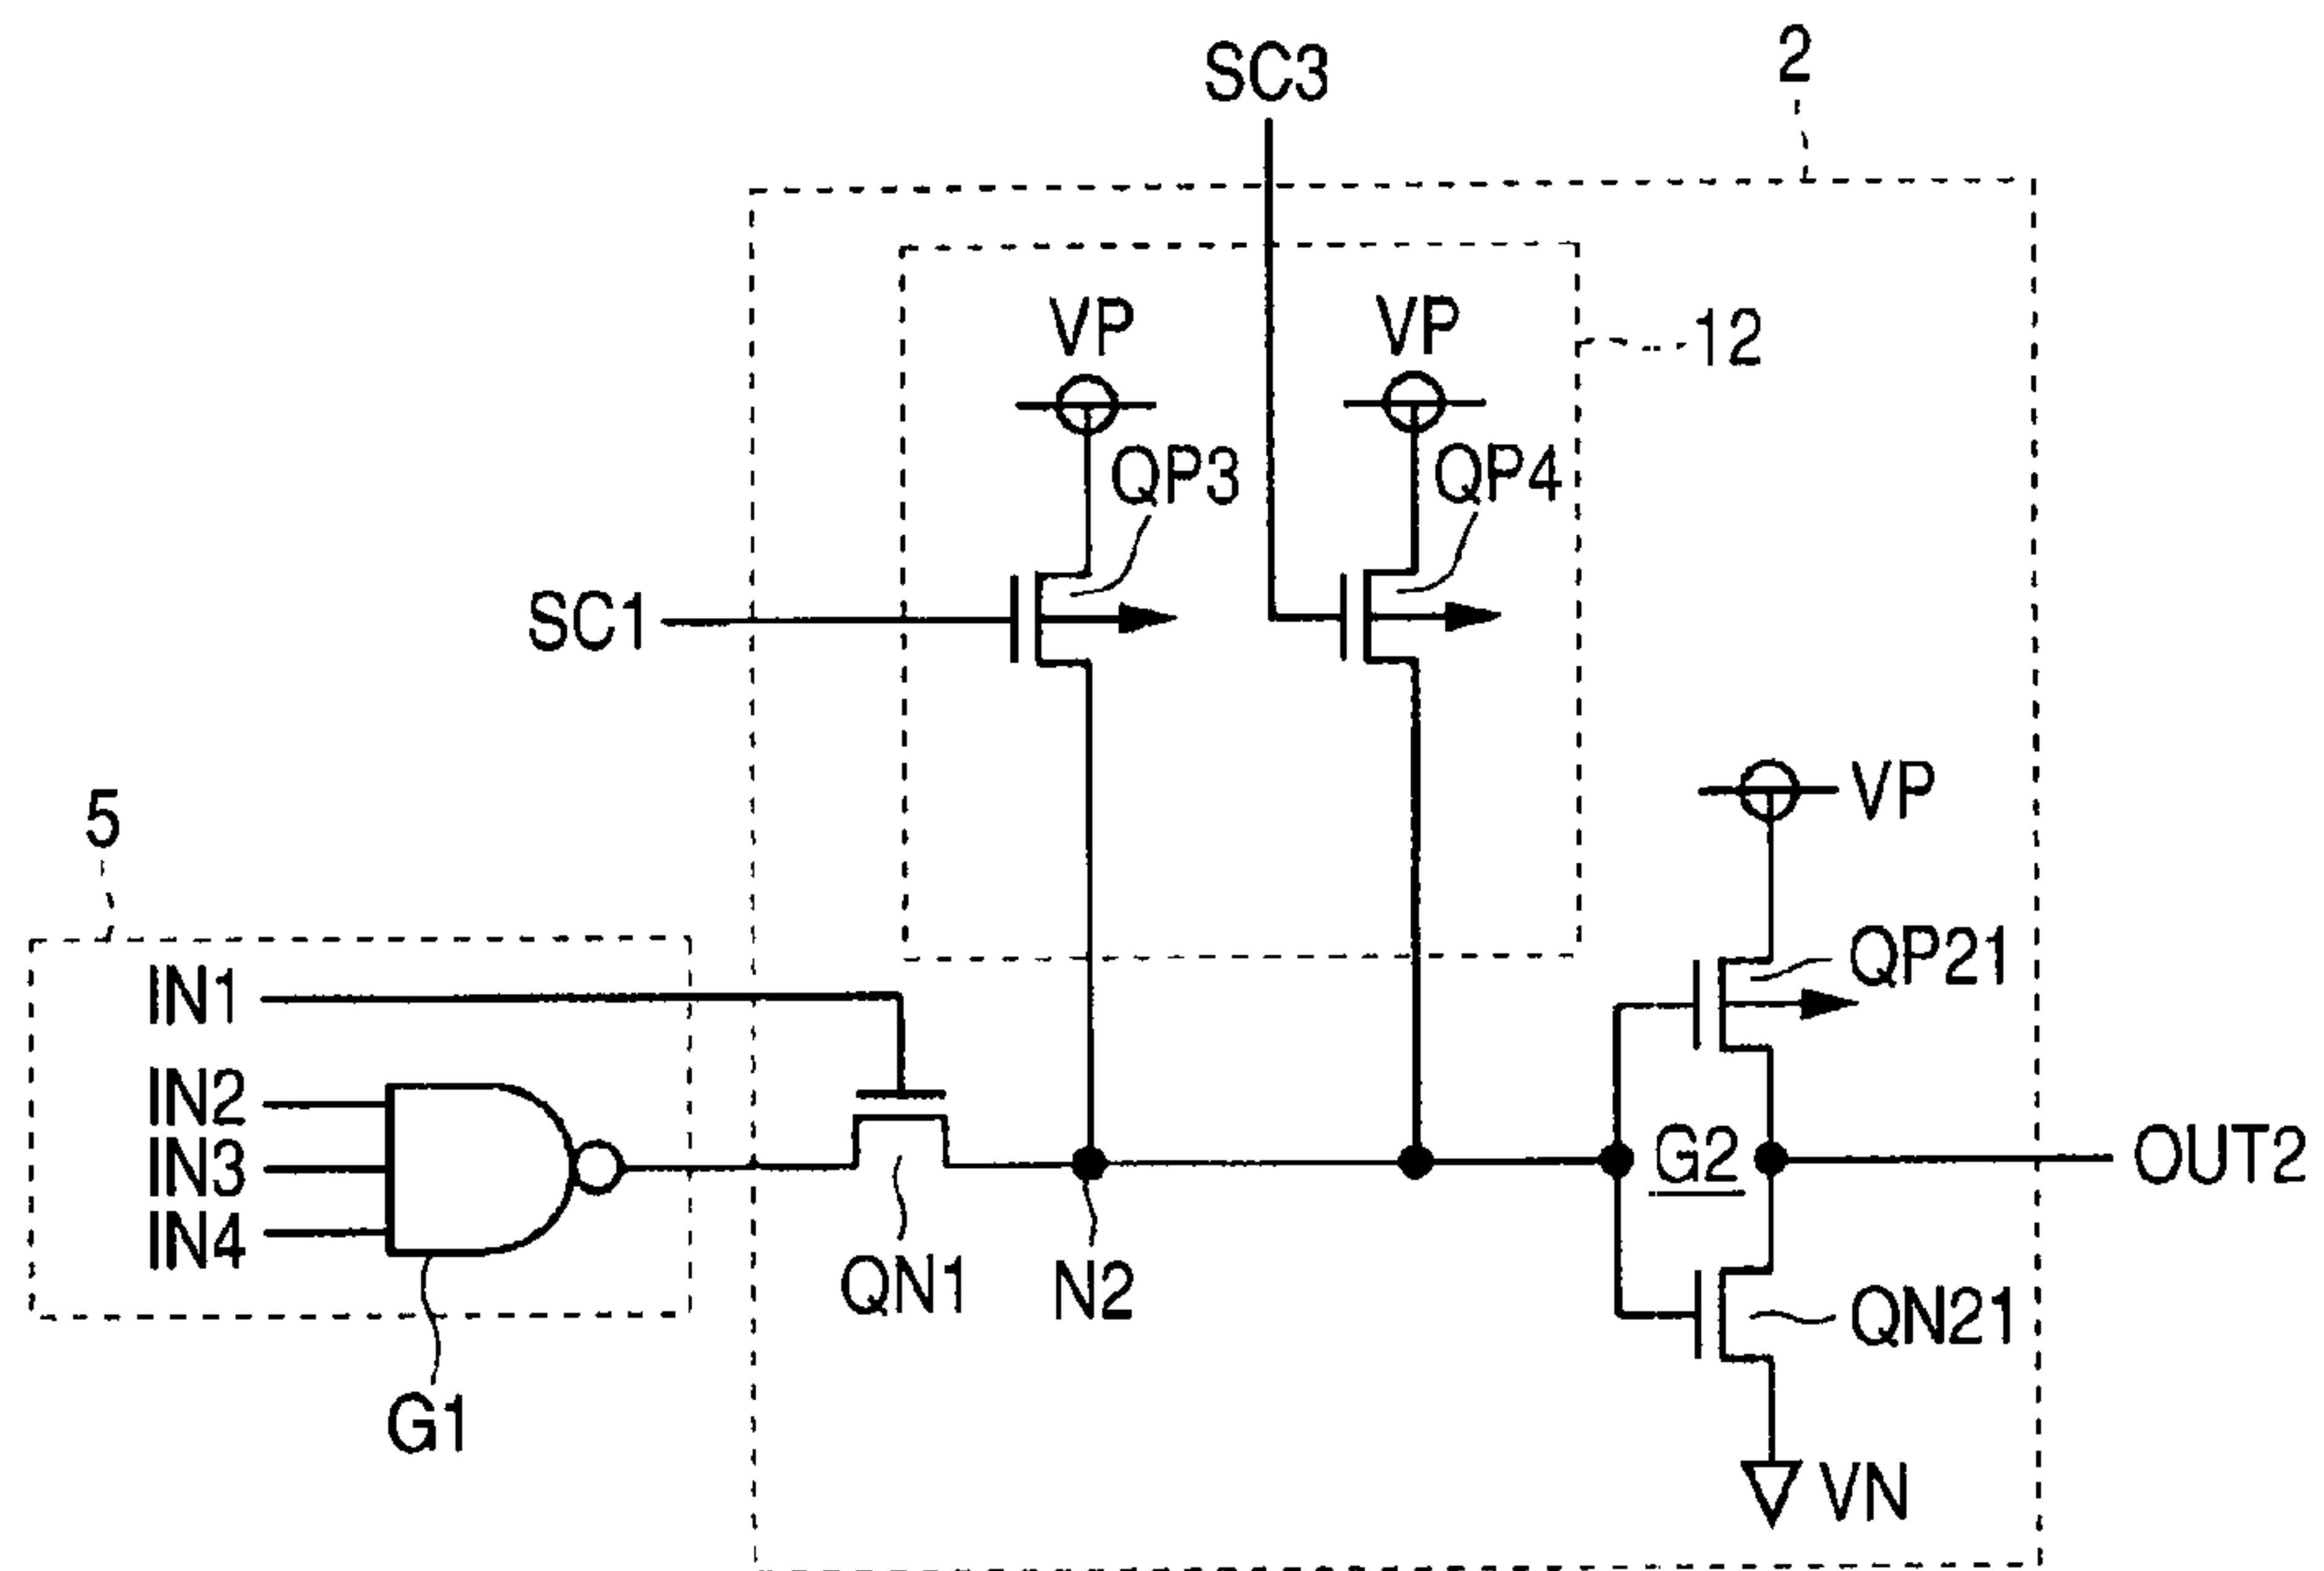 2
SC3
VP
VP
12
QP3
QP4
SC1
VP
5
QP21
IN1
IN2
IN3
IN4
G2
OUT2
QN1
N2
QN21
G1
VN